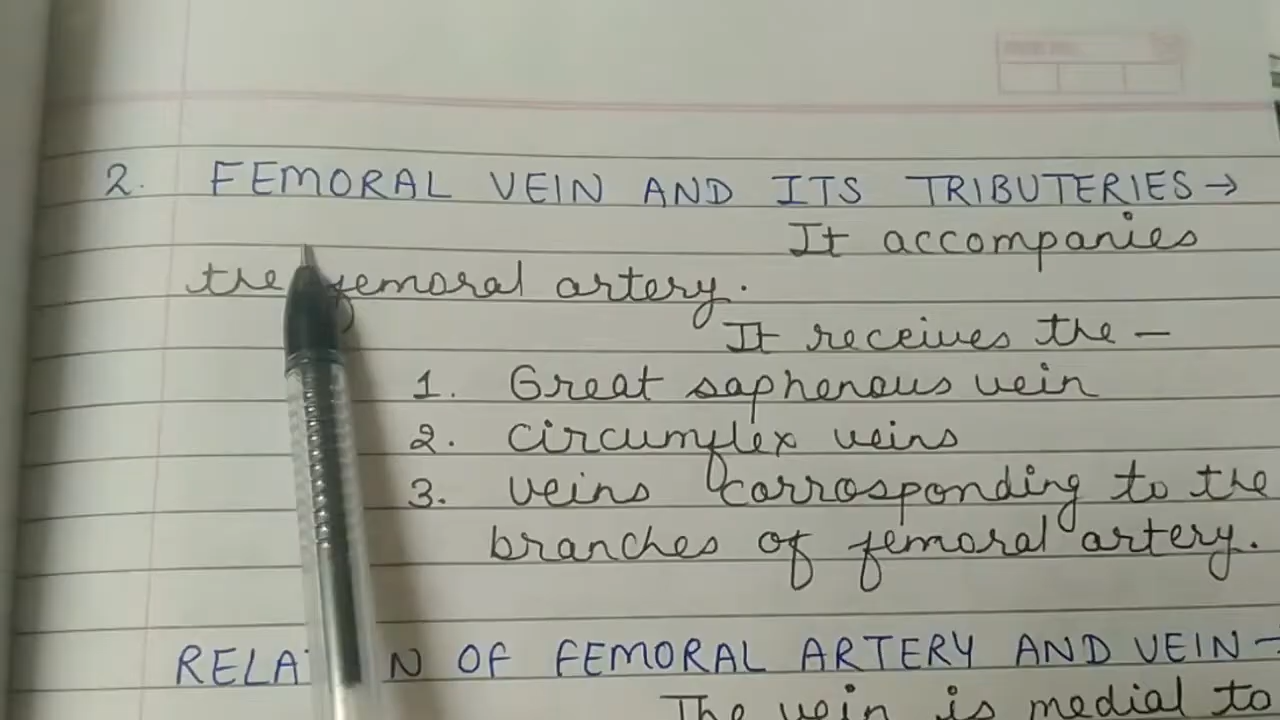 2. FEMORAL VEIN AND ITS TRIBUTERIES →
It accompanies
the femoral artery.
It receives the —
1. Great saphenous vein
2. circumflex veins
3. veins corrosponding to the
branches of femoral artery.
OF FEMORAL ARTERY AND VEIN -
The vein is medial to